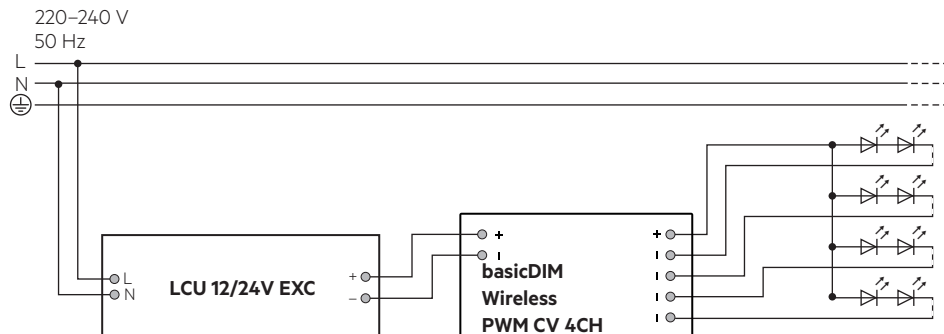 220–240 V
50 Hz
L
N
L
N
LCU 12/24V EXC
+
–
+
–
basicDIM
Wireless
PWM CV 4CH
+
–
–
–
–